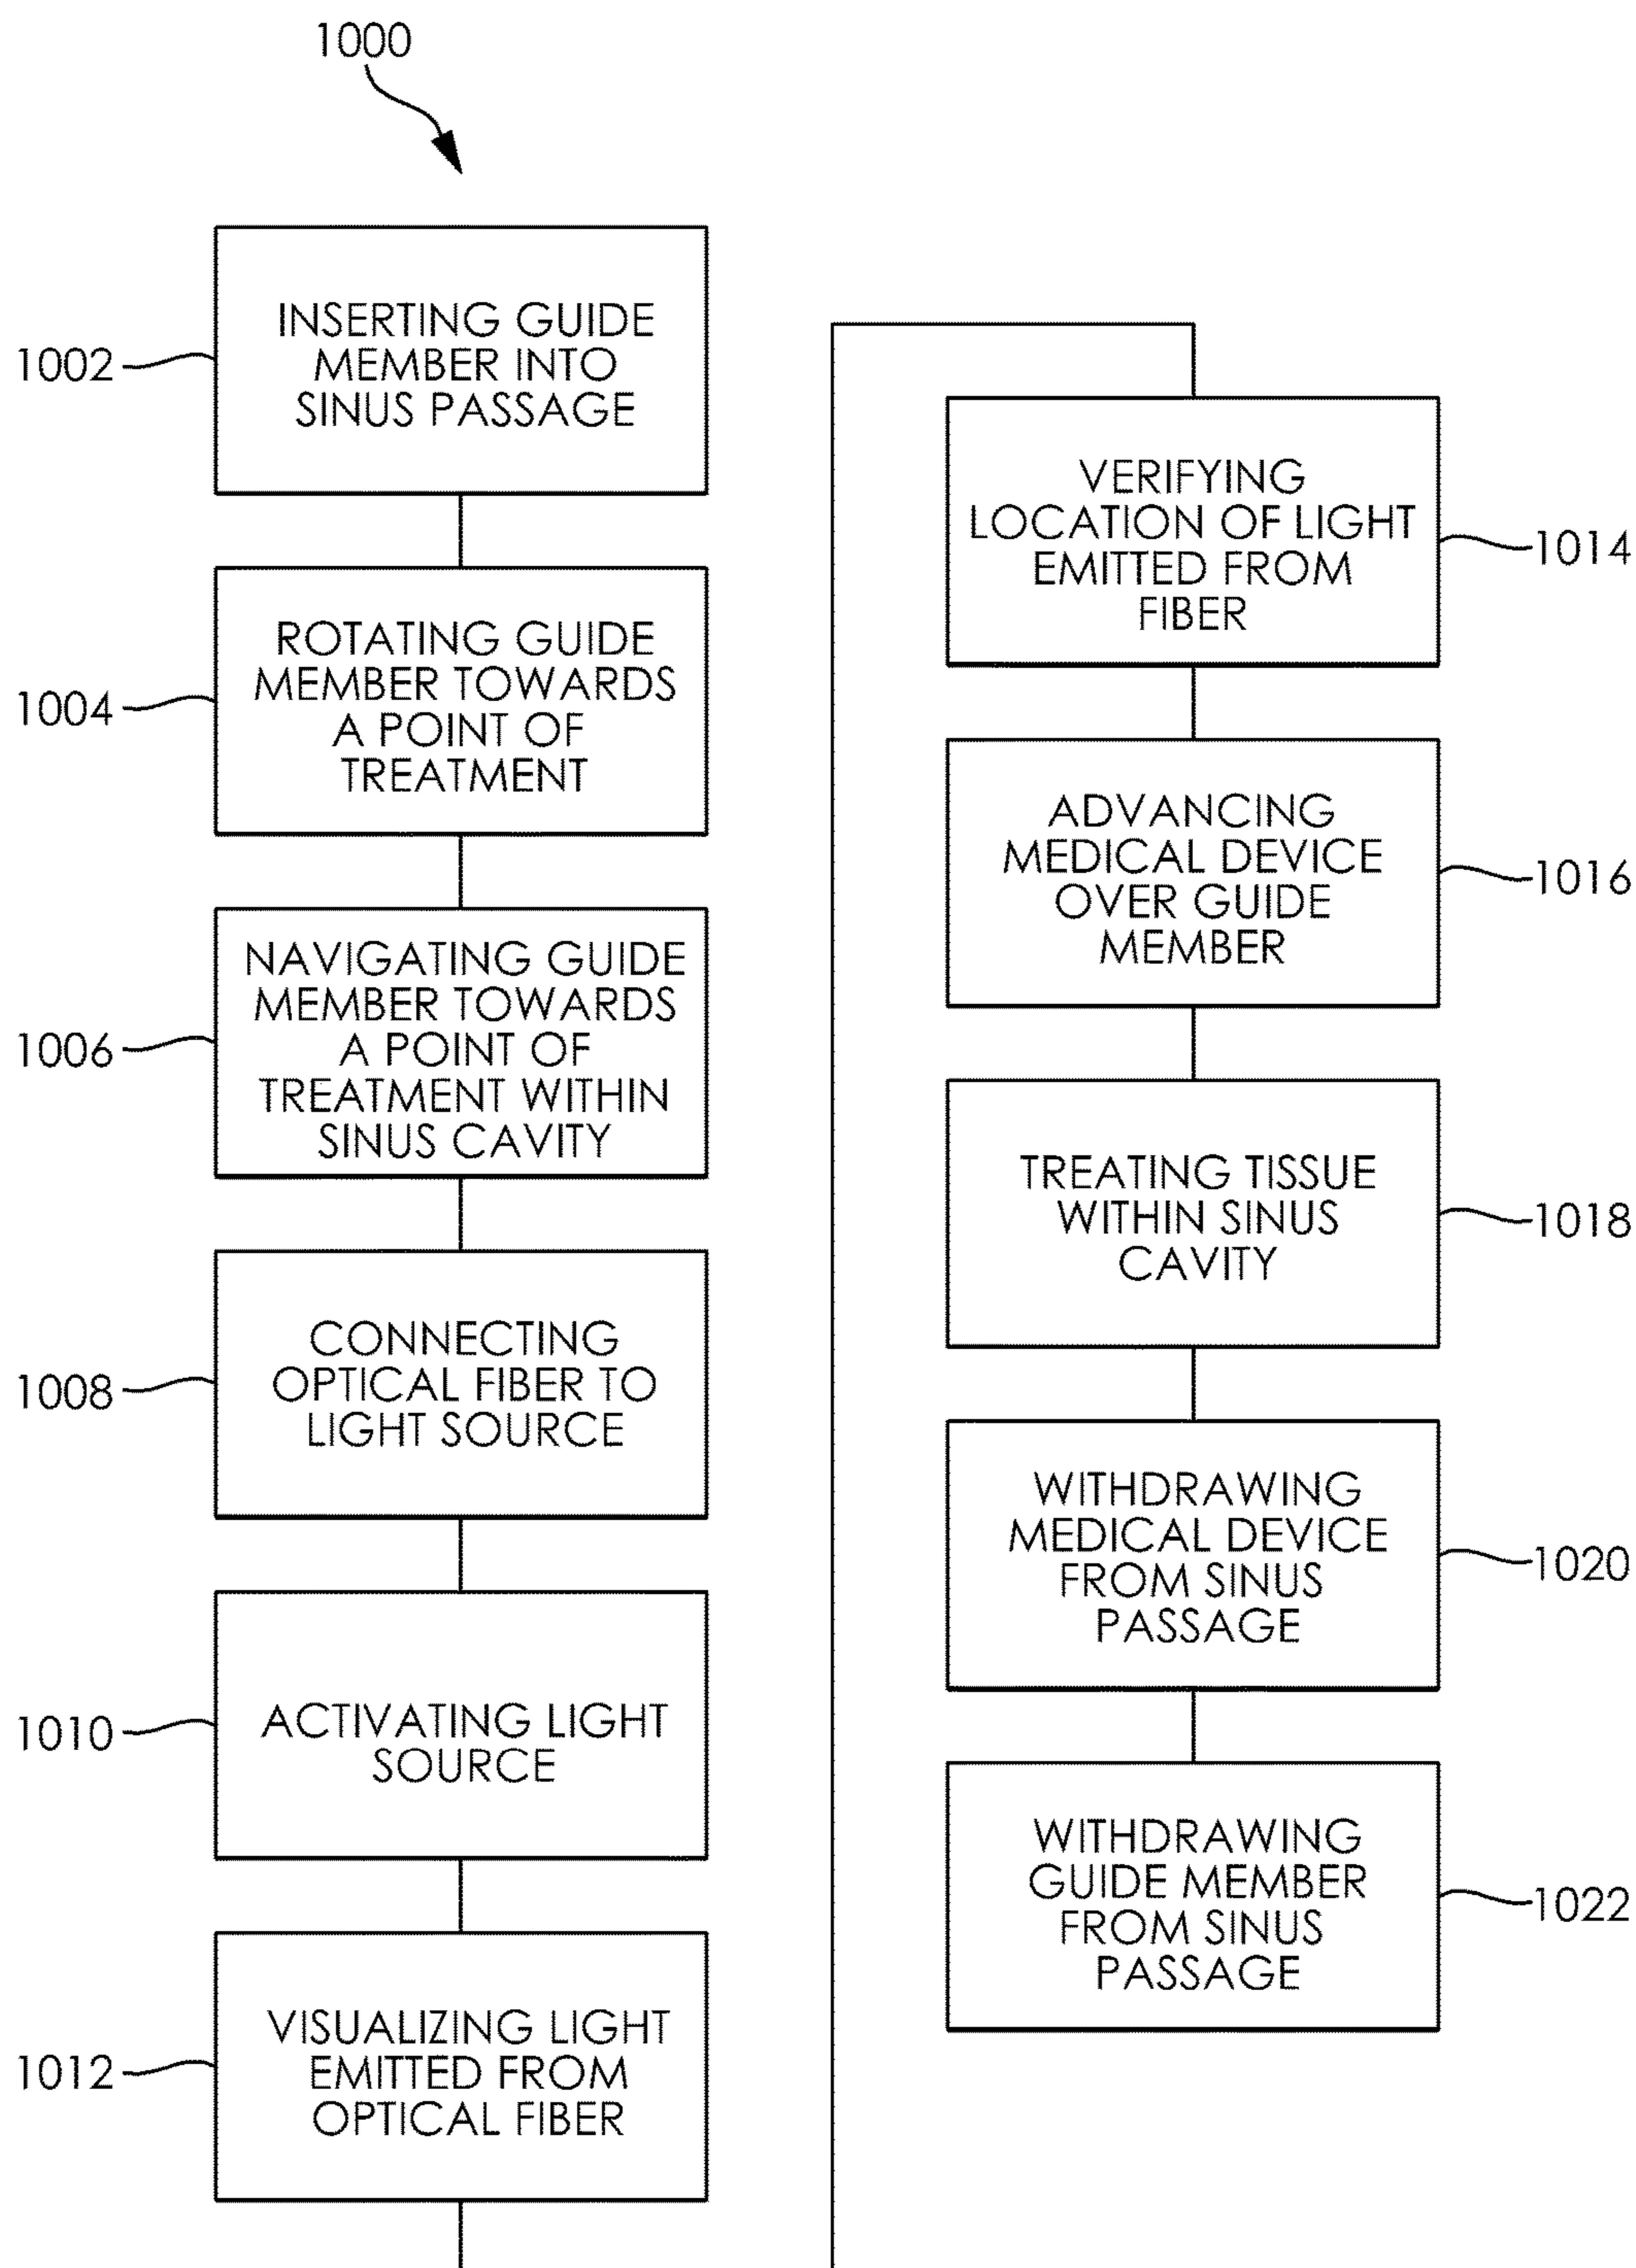 1000
1002
INSERTING GUIDE
MEMBER INTO
SINUS PASSAGE
1004
ROTATING GUIDE
MEMBER TOWARDS
A POINT OF
TREATMENT
1006
NAVIGATING GUIDE
MEMBER TOWARDS
A POINT OF
TREATMENT WITHIN
SINUS CAVITY
1008
CONNECTING
OPTICAL FIBER TO
LIGHT SOURCE
1010
ACTIVATING LIGHT
SOURCE
1012
VISUALIZING LIGHT
EMITTED FROM
OPTICAL FIBER
VERIFYING
LOCATION OF LIGHT
EMITTED FROM
FIBER
1014
ADVANCING
MEDICAL DEVICE
OVER GUIDE
MEMBER
1016
TREATING TISSUE
WITHIN SINUS
CAVITY
1018
WITHDRAWING
MEDICAL DEVICE
FROM SINUS
PASSAGE
1020
WITHDRAWING
GUIDE MEMBER
FROM SINUS
PASSAGE
1022